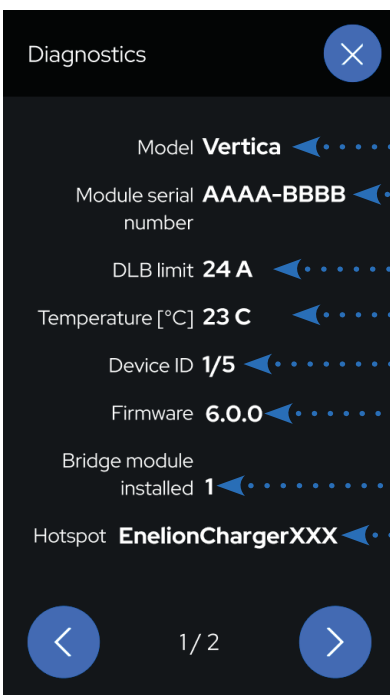 Diagnostics
Model Vertica
Module serial AAAA-BBBB
number
DLB limit 24 A
Temperature [°C] 23 C
Device ID 1/5
Firmware 6.0.0
Bridge module
installed 1
Hotspot EnelionChargerXXX
1/ 2